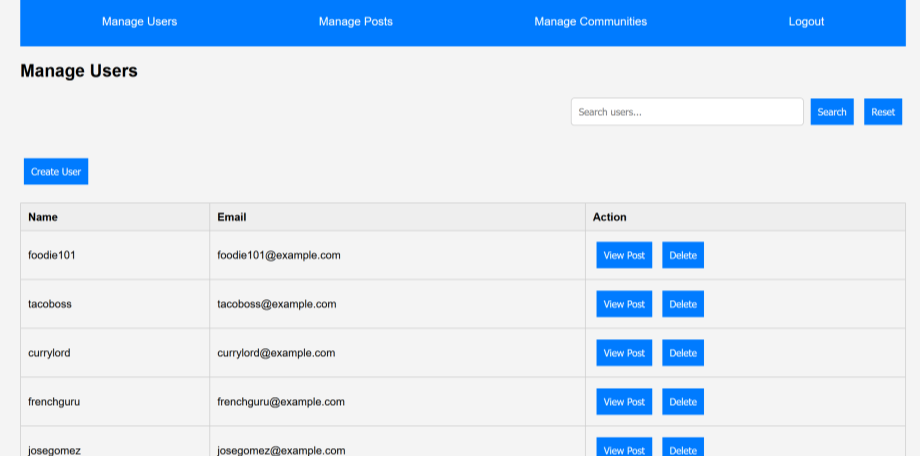 Manage Users Manage Posts Manage Communities Logout
Manage Users
Search users... Search Reset
Create User
Name Email Action
foodie101 foodie101@example.com View Post Delete
tacoboss tacoboss@example.com View Post Delete
currylord currylord@example.com View Post Delete
frenchguru frenchguru@example.com View Post Delete
josegomez josegomez@example.com View Post Delete